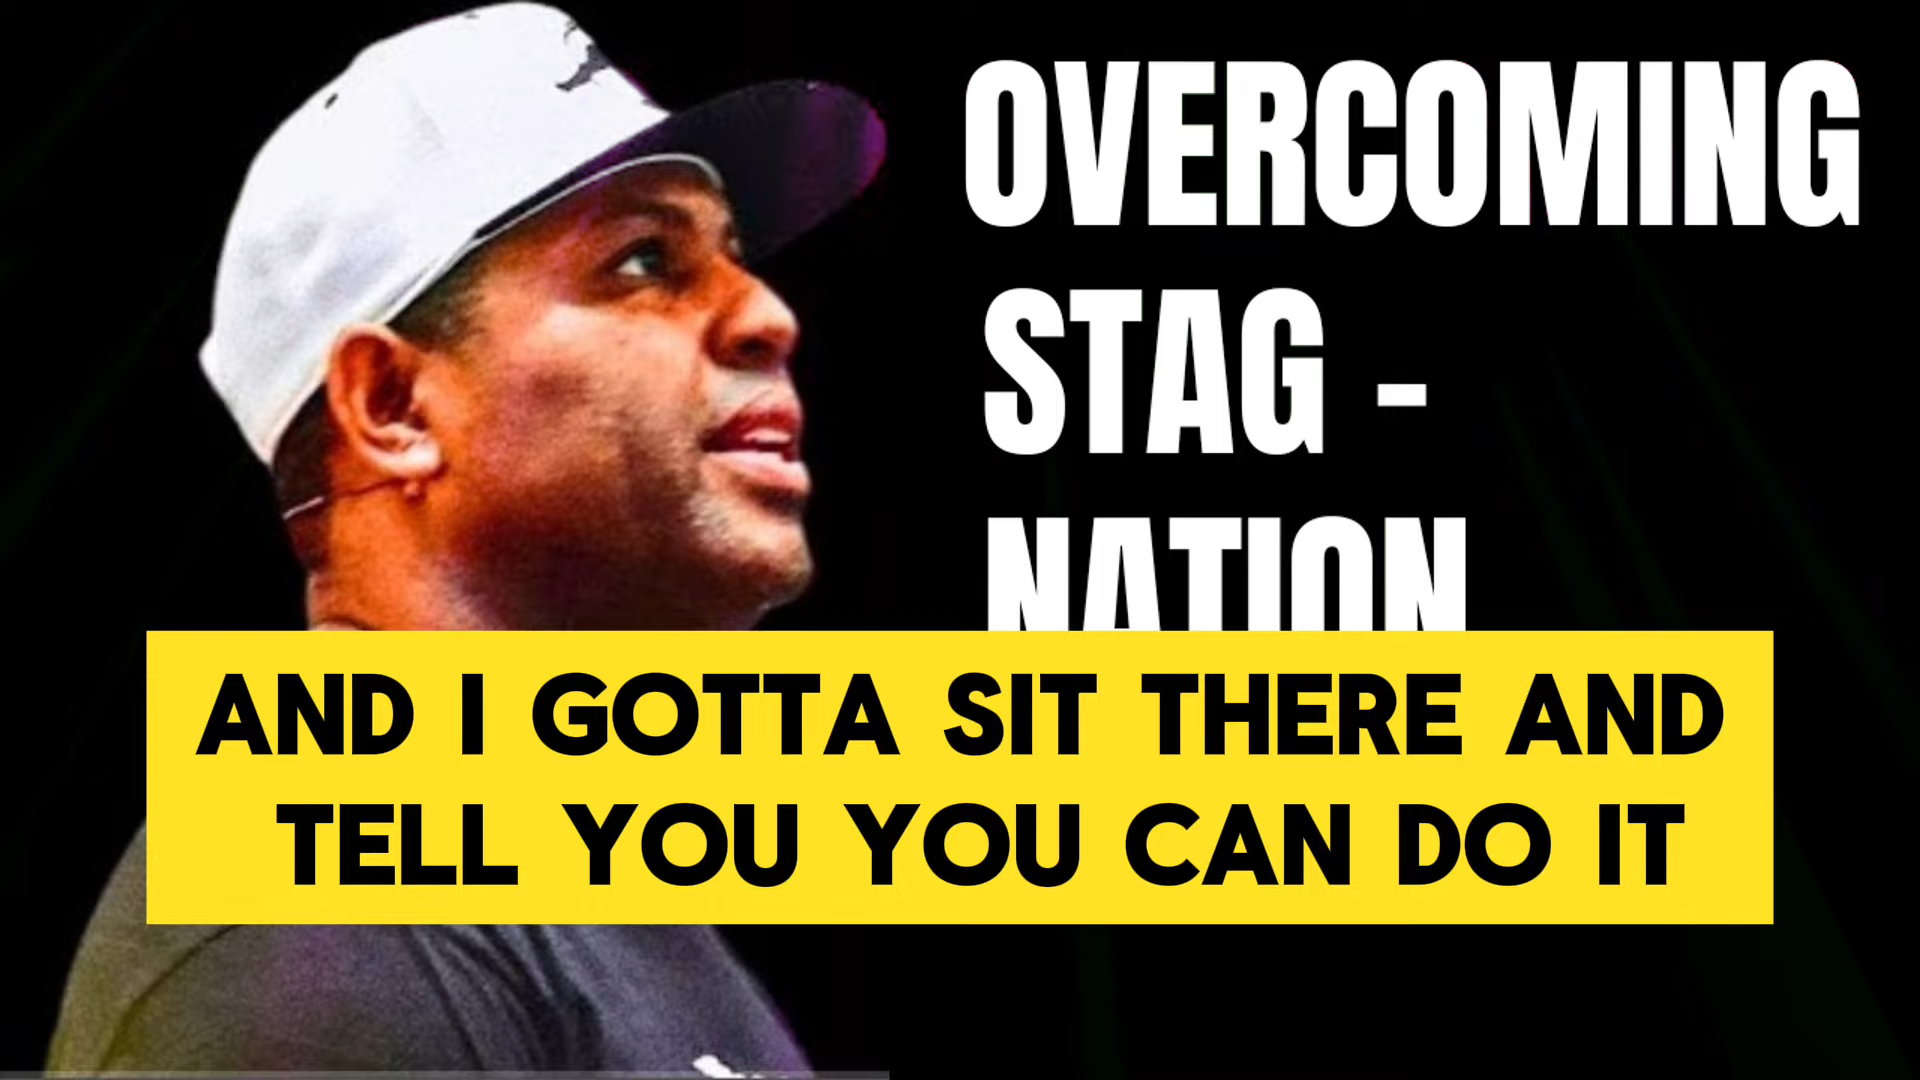 OVERCOMING
STAG -
NATION
AND I GOTTA SIT THERE AND
TELL YOU YOU CAN DO IT